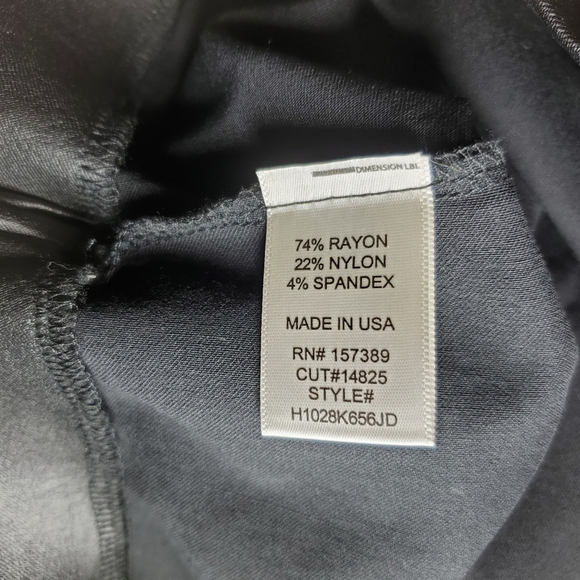 DIMENSION LBL
74% RAYON
22% NYLON
4% SPANDEX
MADE IN USA
RN# 157389
CUT#14825
STYLE#
H1028K656JD